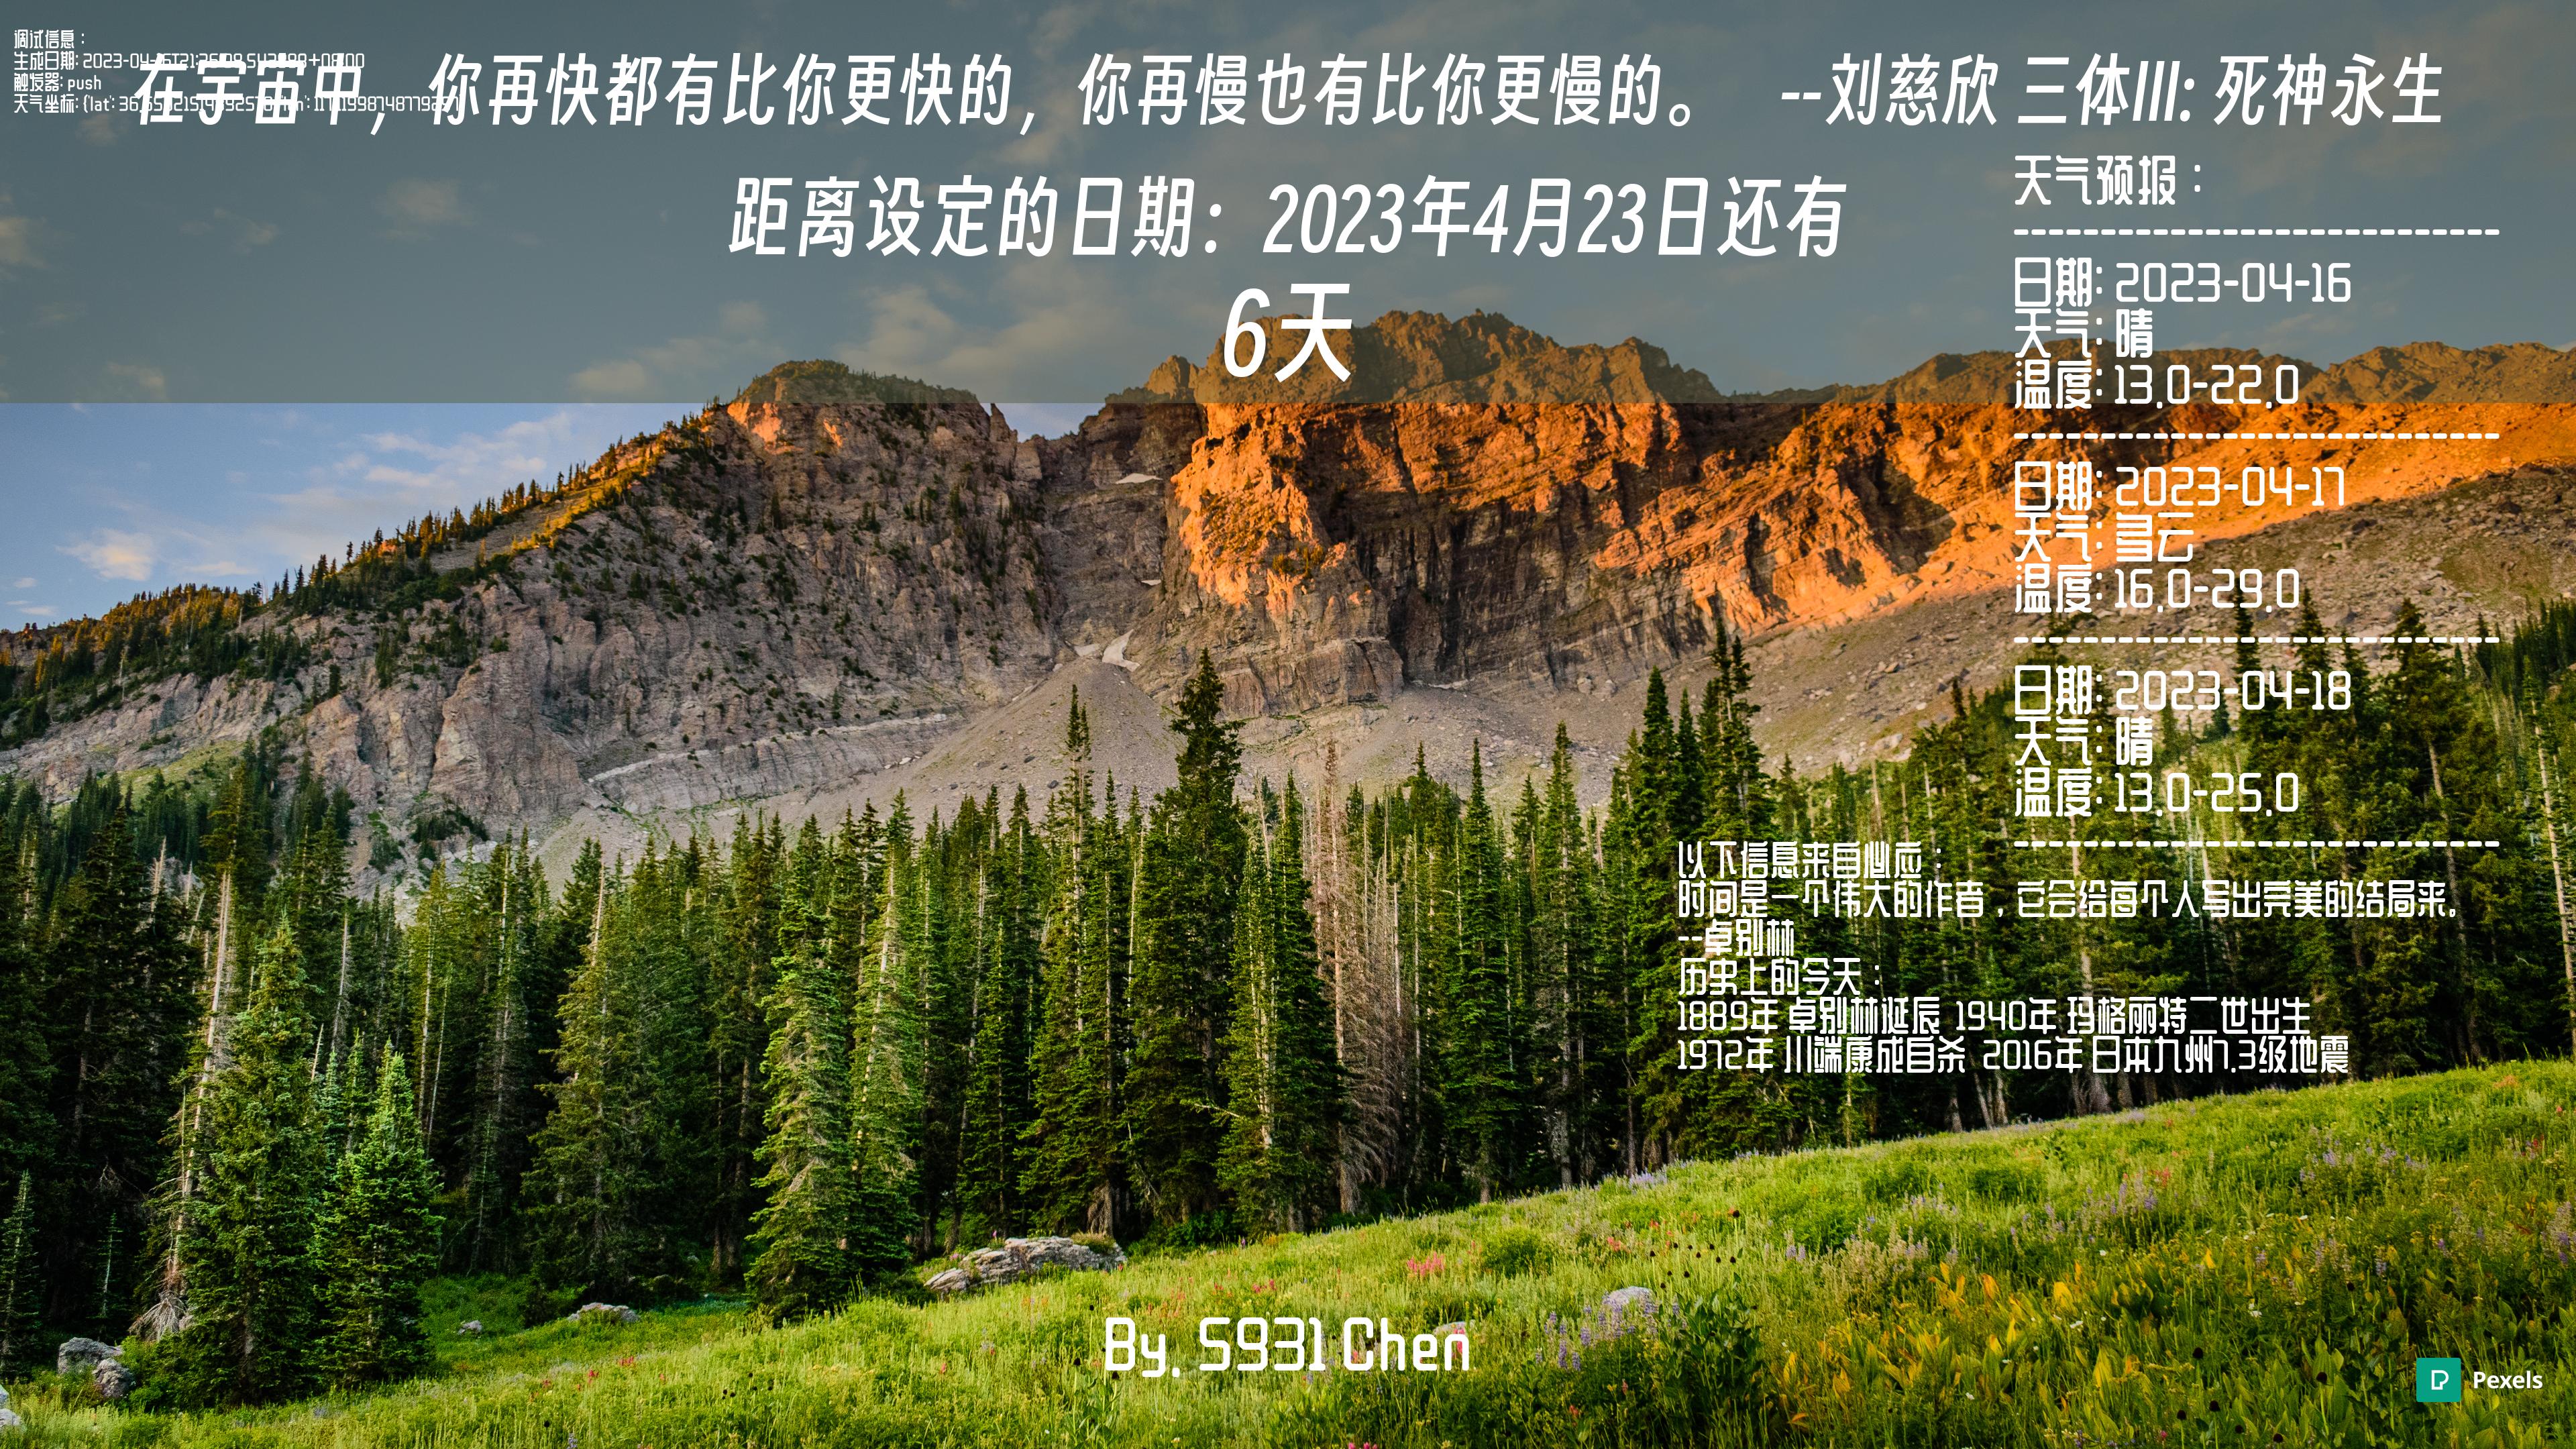 调试信息：
生成日期: 2023-04-16T21:
触发器: push
天气坐标: {'lat': 36.
在宇宙中，你再快都有比你更快的，你再慢也有比你更慢的。 --刘慈欣 三体III: 死神永生
距离设定的日期：2023年4月23日还有
6天
天气预报：
----------------------------
日期: 2023-04-16
天气: 晴
温度: 13.0-22.0
----------------------------
日期: 2023-04-17
天气: 多云
温度: 16.0-29.0
----------------------------
日期: 2023-04-18
天气: 晴
温度: 13.0-25.0
----------------------------
以下信息来自必应：
时间是一个伟大的作者，它会给每个人写出完美的结局来。
--卓别林
历史上的今天：
1889年 卓别林诞辰 1940年 玛格丽特二世出生
1972年 川端康成自杀 2016年 日本九州7.3级地震
By. S931 Chen
Pexels